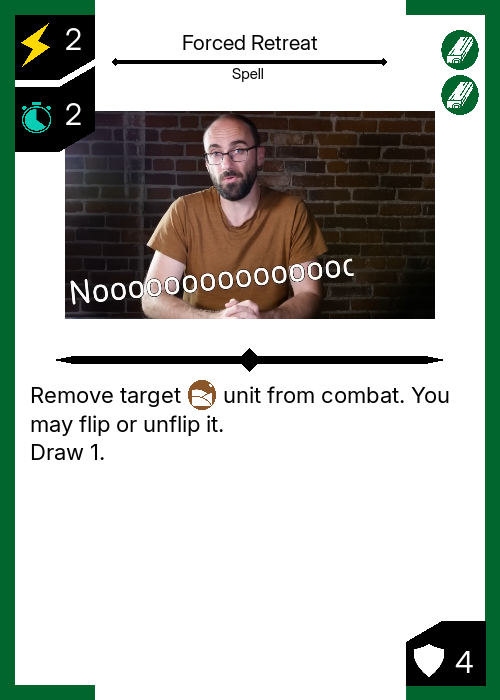 2
Forced Retreat
Spell
2
Nooooooooooooooo
Remove target unit from combat. You
may flip or unflip it.
Draw 1.
4